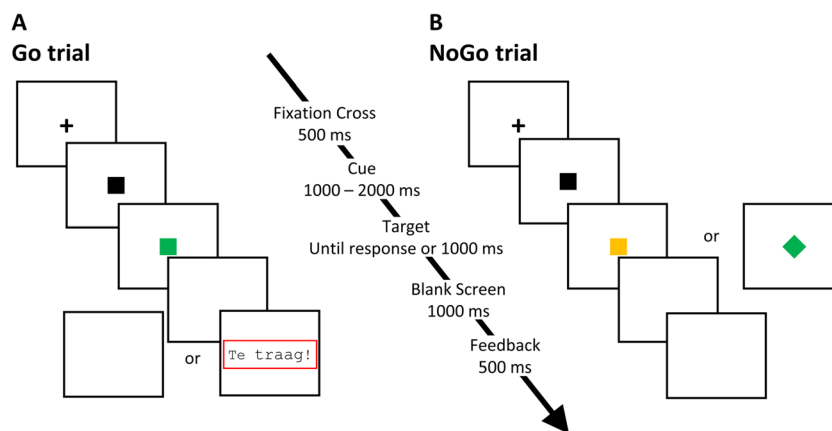 A
Go trial
B
NoGo trial
Fixation Cross
500 ms
Cue
1000 – 2000 ms
Target
Until response or 1000 ms
Blank Screen
1000 ms
Feedback
500 ms
or
Te traag!
or